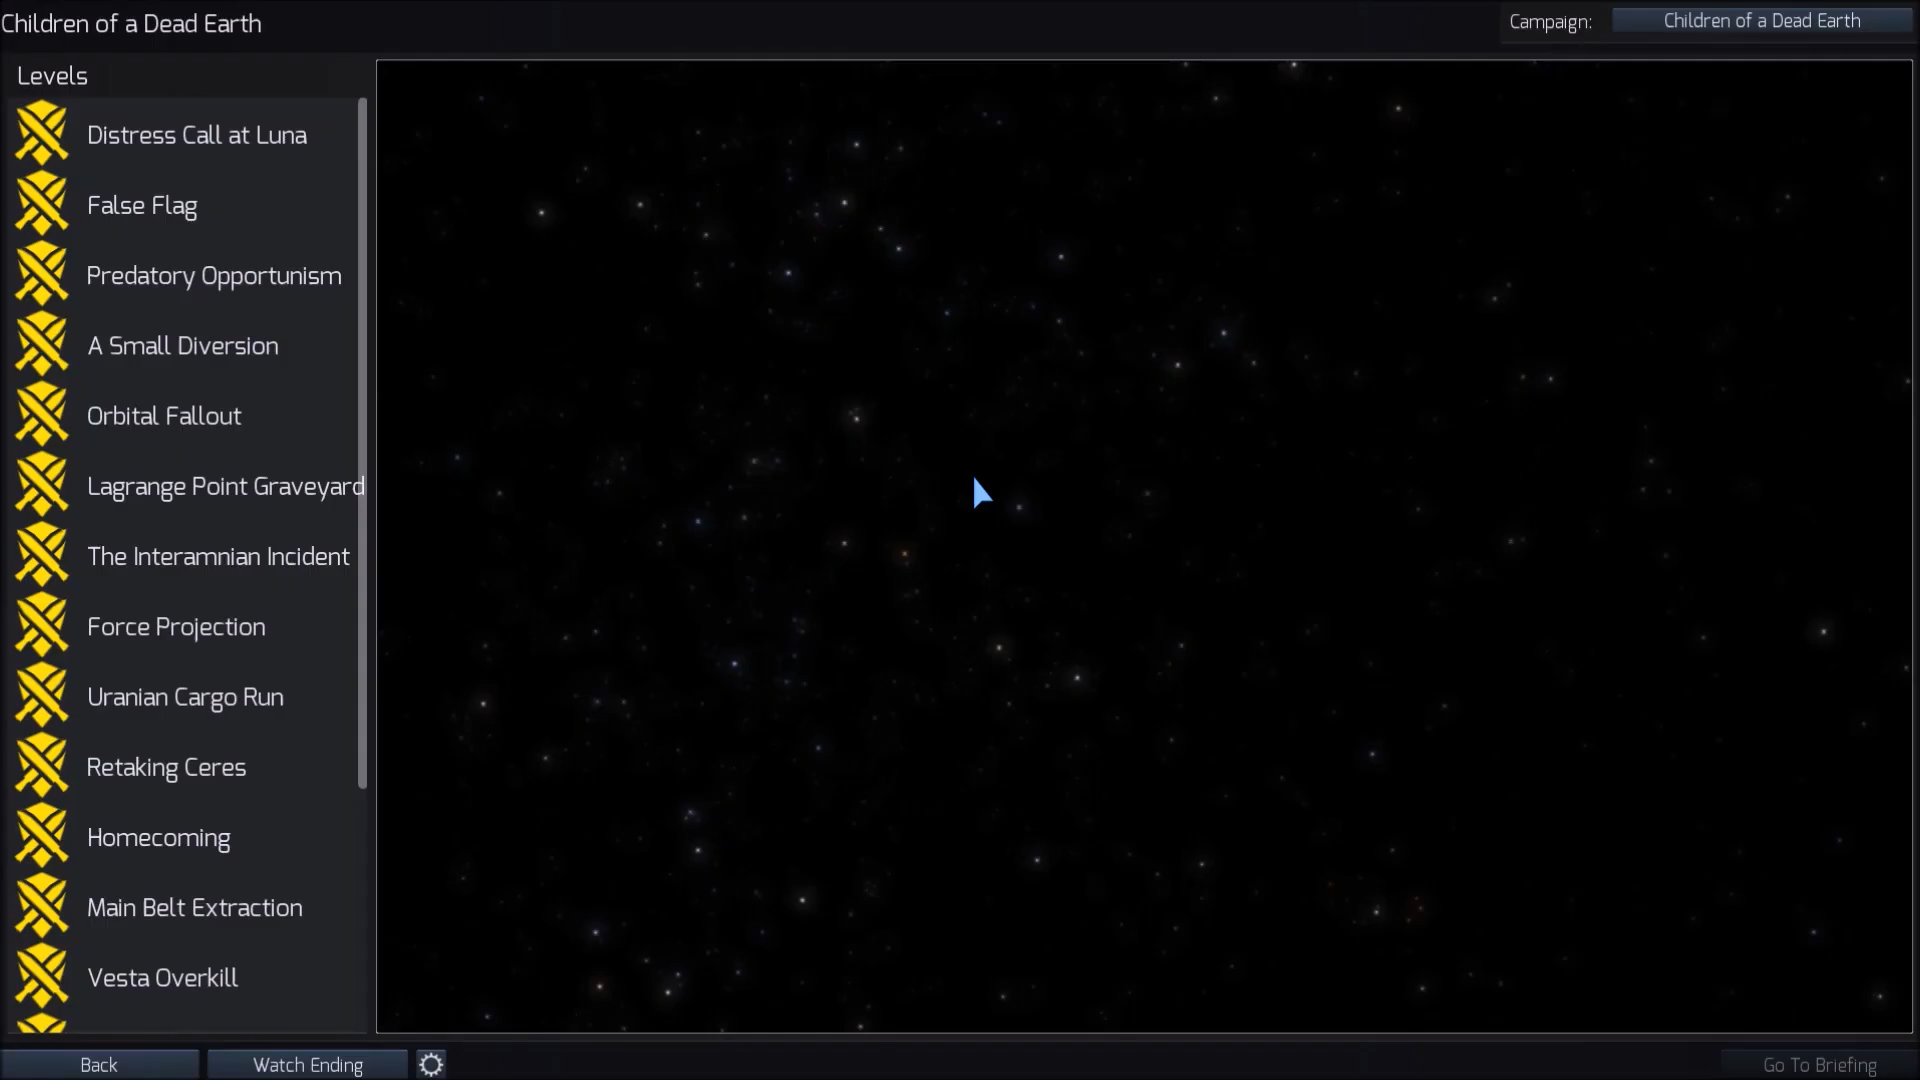 Children of a Dead Earth
Campaign: Children of a Dead Earth
Levels
Distress Call at Luna
False Flag
Predatory Opportunism
A Small Diversion
Orbital Fallout
Lagrange Point Graveyard
The Interamnian Incident
Force Projection
Uranian Cargo Run
Retaking Ceres
Homecoming
Main Belt Extraction
Vesta Overkill
Back
Watch Ending
Go To Briefing